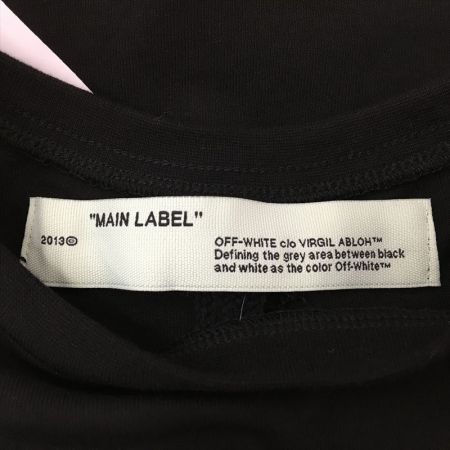 "MAIN LABEL"
2013©
OFF-WHITE c/o VIRGIL ABLOH™
Defining the grey area between black
and white as the color Off-White™